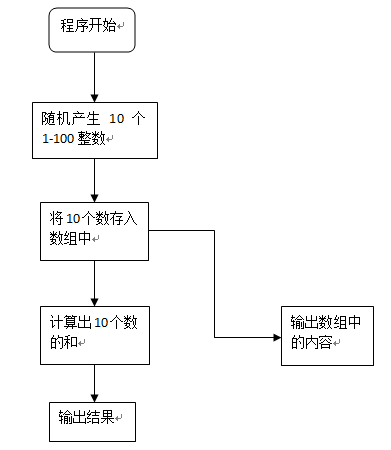 程序开始
随机产生 10 个
1-100 整数
将10个数存入
数组中
计算出10个数
的和
输出数组中
的内容
输出结果